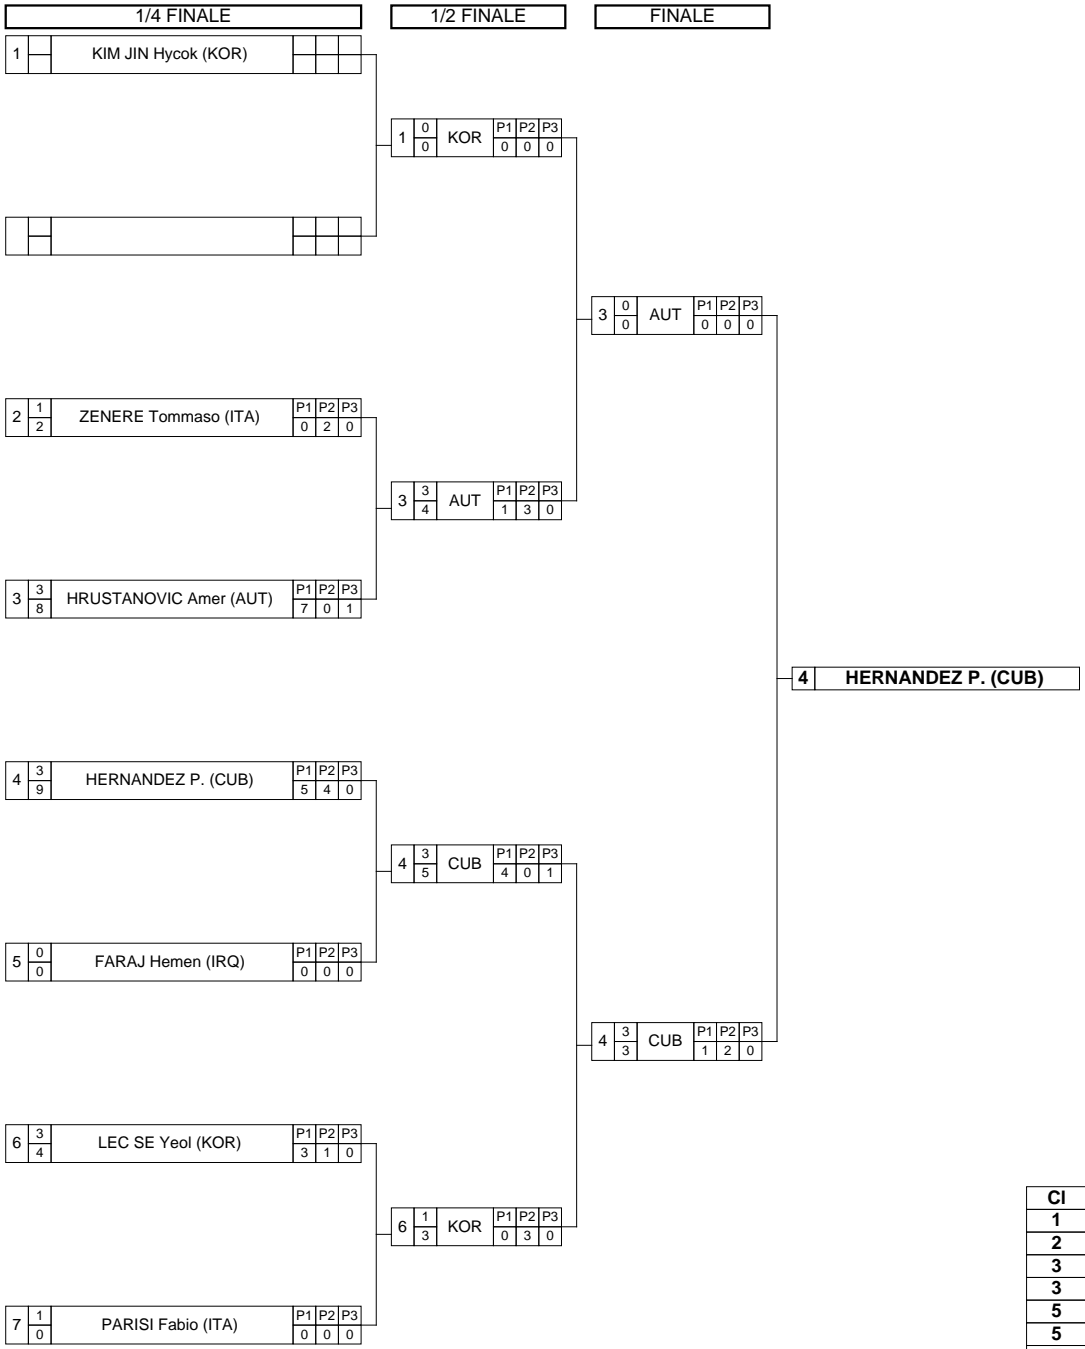 1/4 FINALE 1/2 FINALE FINALE
1 KIM JIN Hycok (KOR)
0 P1 P2 P3
1 KOR
0 0 0 0
0 P1 P2 P3
3 AUT
0 0 0 0
1 P1 P2 P3
2 ZENERE Tommaso (ITA)
2 0 2 0
3 P1 P2 P3
3 AUT
4 1 3 0
3 P1 P2 P3
3 HRUSTANOVIC Amer (AUT)
8 7 0 1
4 HERNANDEZ P. (CUB)
3 P1 P2 P3
4 HERNANDEZ P. (CUB)
9 5 4 0
3 P1 P2 P3
4 CUB
5 4 0 1
0 P1 P2 P3
5 FARAJ Hemen (IRQ)
0 0 0 0
3 P1 P2 P3
4 CUB
3 1 2 0
3 P1 P2 P3
6 LEC SE Yeol (KOR)
4 3 1 0
1 P1 P2 P3
6 KOR
3 0 3 0
1 P1 P2 P3
7 PARISI Fabio (ITA)
0 0 0 0
Cl
1
2
3
3
5
5